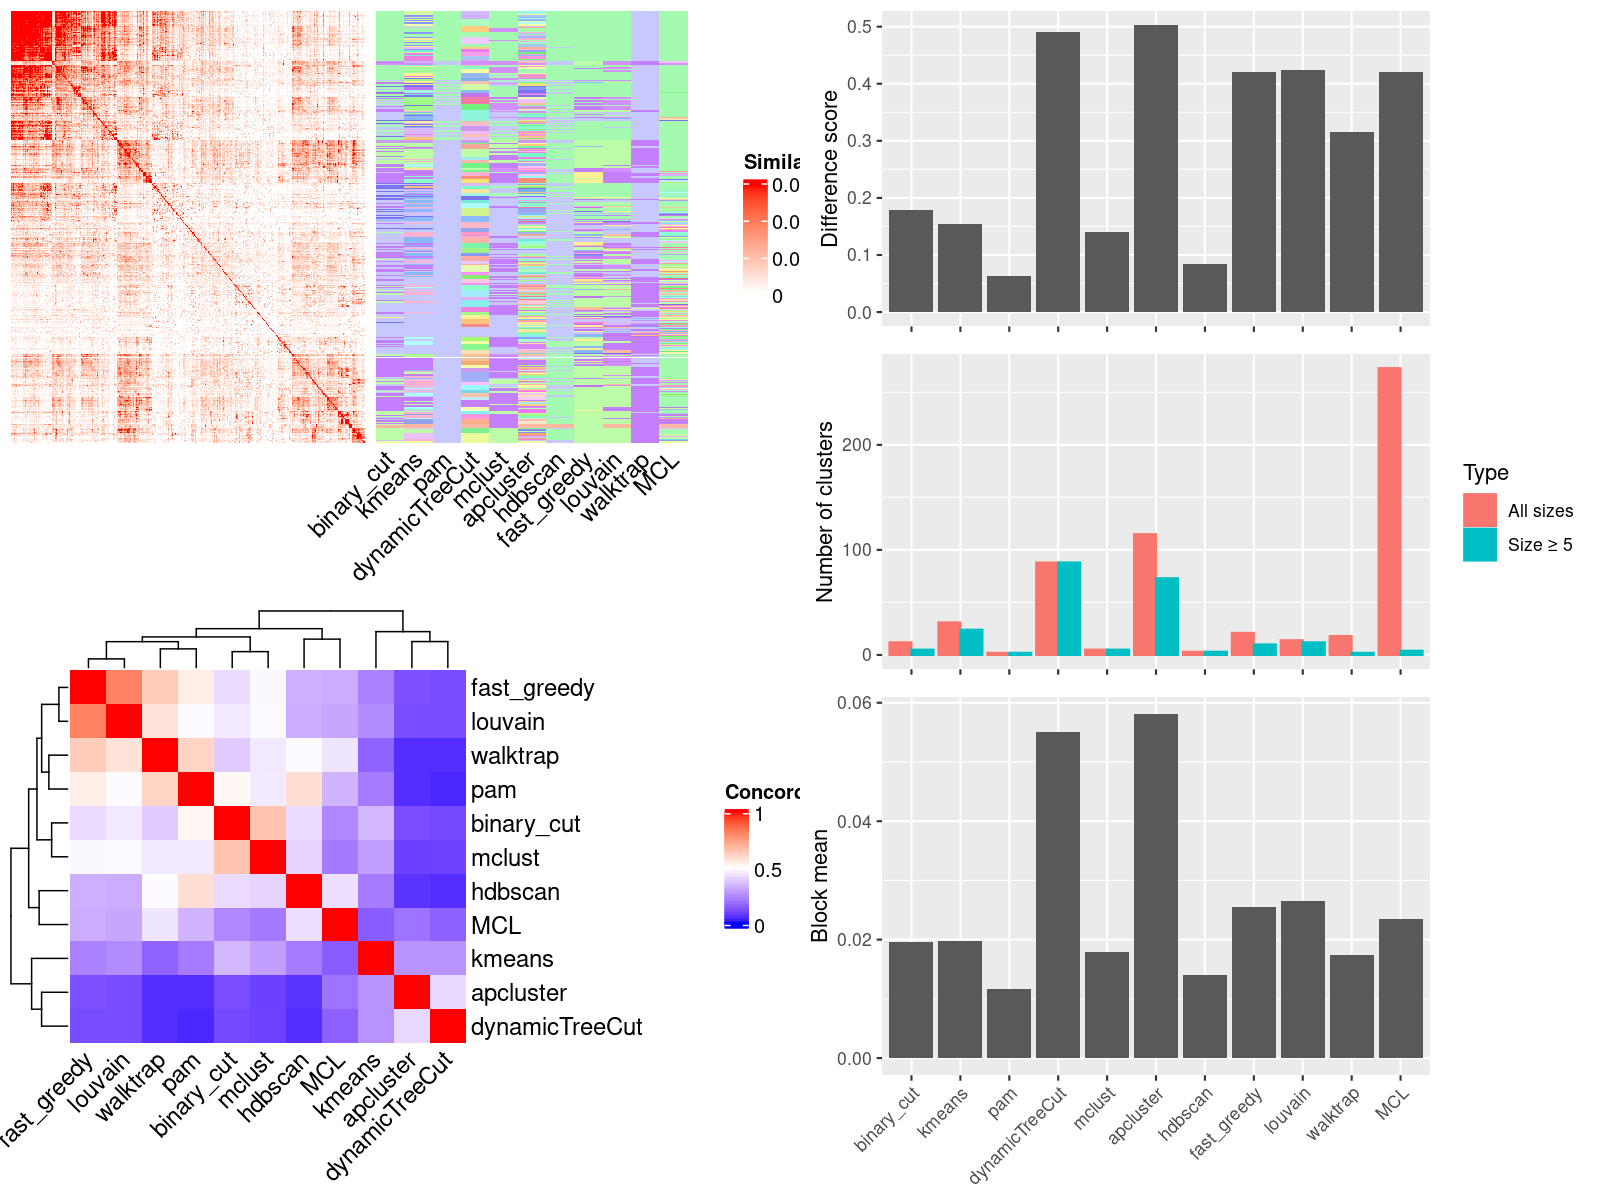 Simila
0.0
0.0
0.0
0
binary_cut
kmeans
pam
dynamicTreeCut
mclust
apcluster
hdbscan
fast_greedy
louvain
walktrap
MCL
fast_greedy
louvain
walktrap
pam
binary_cut
mclust
hdbscan
MCL
kmeans
apcluster
dynamicTreeCut
fast_greedy
louvain
walktrap
pam
binary_cut
mclust
hdbscan
MCL
kmeans
apcluster
dynamicTreeCut
Concord
1
0.5
0
Difference score
0.5
0.4
0.3
0.2
0.1
0.0
Number of clusters
200
100
0
Type
All sizes
Size ≥ 5
Block mean
0.06
0.04
0.02
0.00
binary_cut
kmeans
pam
dynamicTreeCut
mclust
apcluster
hdbscan
fast_greedy
louvain
walktrap
MCL